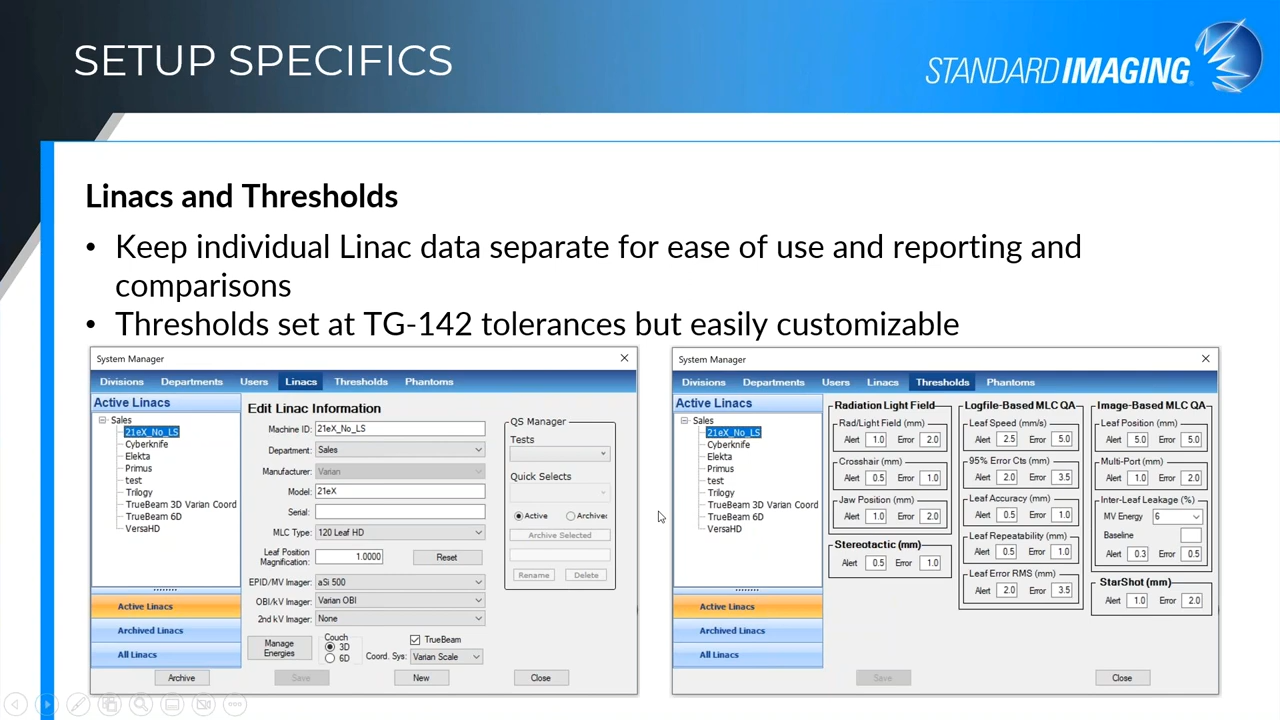 SETUP SPECIFICS
STANDARD IMAGING
Linacs and Thresholds
• Keep individual Linac data separate for ease of use and reporting and
comparisons
• Thresholds set at TG-142 tolerances but easily customizable
System Manager
Divisions Departments Users Linacs Thresholds Phantoms
Active Linacs
Sales
21eX_No_LS
Cyberknife
Elekta
Primus
test
Trilogy
TrueBeam 3D Varian Coord
TrueBeam 6D
VersaHD
Active Linacs
Archived Linacs
All Linacs
Edit Linac Information
Machine ID: 21eX_No_LS
Department: Sales
Manufacturer: Varian
Model: 21eX
Serial:
MLC Type: 120 Leaf HD
Leaf Position
Magnification: 1.0000 Reset
EPID/MV Imager: aSi 500
OBI/kV Imager: Varian OBI
2nd kV Imager: None
Manage
Energies
Couch
3D
6D
TrueBeam
Coord. Sys: Varian Scale
QS Manager
Tests
Quick Selects
Active Archived
Archive Selected
Rename Delete
Archive Save New Close
System Manager
Divisions Departments Users Linacs Thresholds Phantoms
Active Linacs
Sales
21eX_No_LS
Cyberknife
Elekta
Primus
test
Trilogy
TrueBeam 3D Varian Coord
TrueBeam 6D
VersaHD
Active Linacs
Archived Linacs
All Linacs
Radiation Light Field
Rad/Light Field (mm)
Alert 1.0 Error 2.0
Crosshair (mm)
Alert 0.5 Error 1.0
Jaw Position (mm)
Alert 1.0 Error 2.0
Stereotactic (mm)
Alert 0.5 Error 1.0
Logfile-Based MLC QA
Leaf Speed (mm/s)
Alert 2.5 Error 5.0
95% Error Cts (mm)
Alert 2.0 Error 3.5
Leaf Accuracy (mm)
Alert 0.5 Error 1.0
Leaf Repeatability (mm)
Alert 0.5 Error 1.0
Leaf Error RMS (mm)
Alert 2.0 Error 3.5
Image-Based MLC QA
Leaf Position (mm)
Alert 5.0 Error 5.0
Multi-Port (mm)
Alert 1.0 Error 2.0
Inter-Leaf Leakage (%)
MV Energy 6
Baseline
Alert 0.3 Error 0.5
StarShot (mm)
Alert 1.0 Error 2.0
Save Close